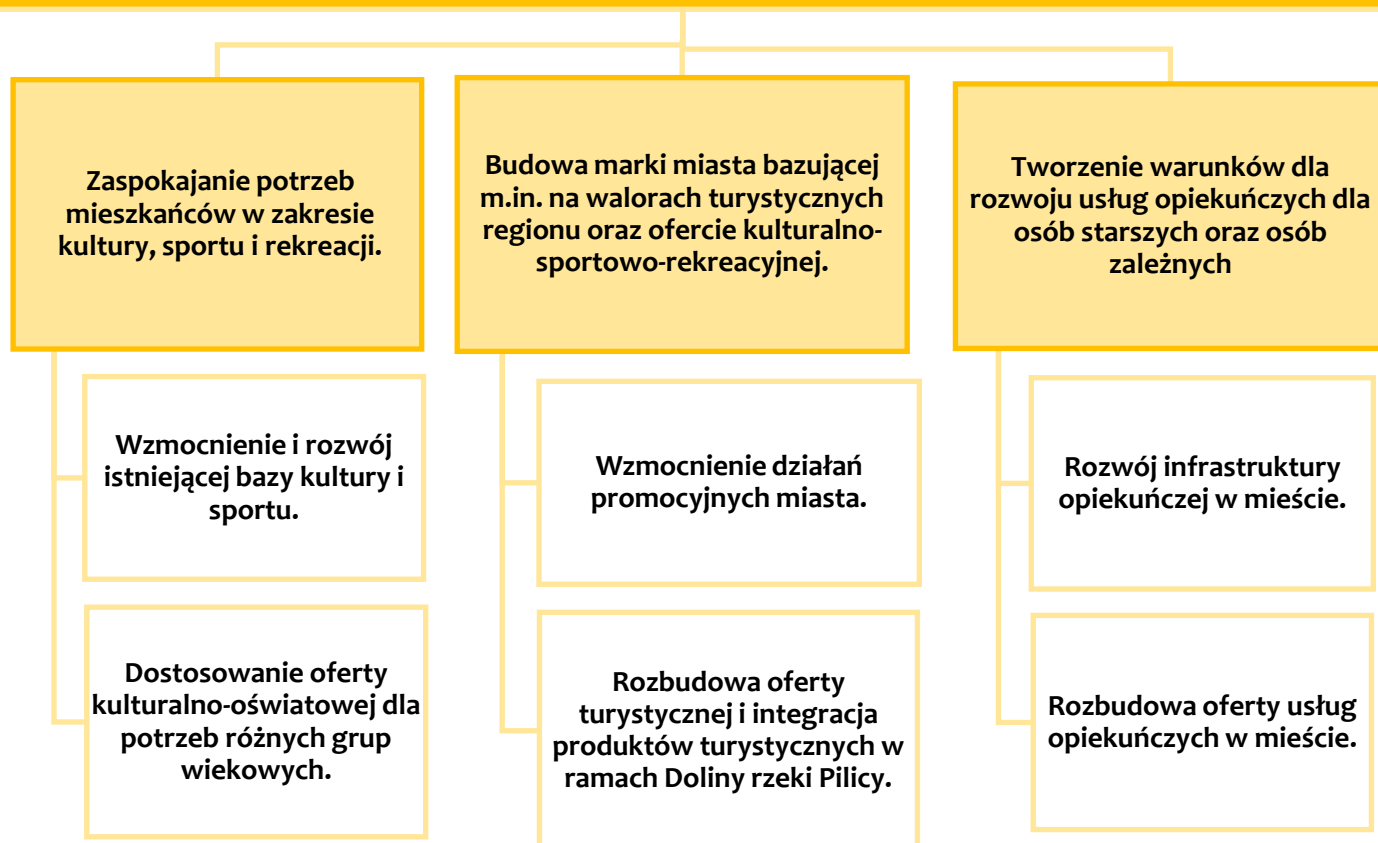 Zaspokajanie potrzeb
mieszkańców w zakresie
kultury, sportu i rekreacji.
Budowa marki miasta bazującej
m.in. na walorach turystycznych
regionu oraz ofercie kulturalno-
sportowo-rekreacyjnej.
Tworzenie warunków dla
rozwoju usług opiekuńczych dla
osób starszych oraz osób
zależnych
Wzmocnienie i rozwój
istniejącej bazy kultury i
sportu.
Wzmocnienie działań
promocyjnych miasta.
Rozwój infrastruktury
opiekuńczej w mieście.
Dostosowanie oferty
kulturalno-oświatowej dla
potrzeb różnych grup
wiekowych.
Rozbudowa oferty
turystycznej i integracja
produktów turystycznych w
ramach Doliny rzeki Pilicy.
Rozbudowa oferty usług
opiekuńczych w mieście.